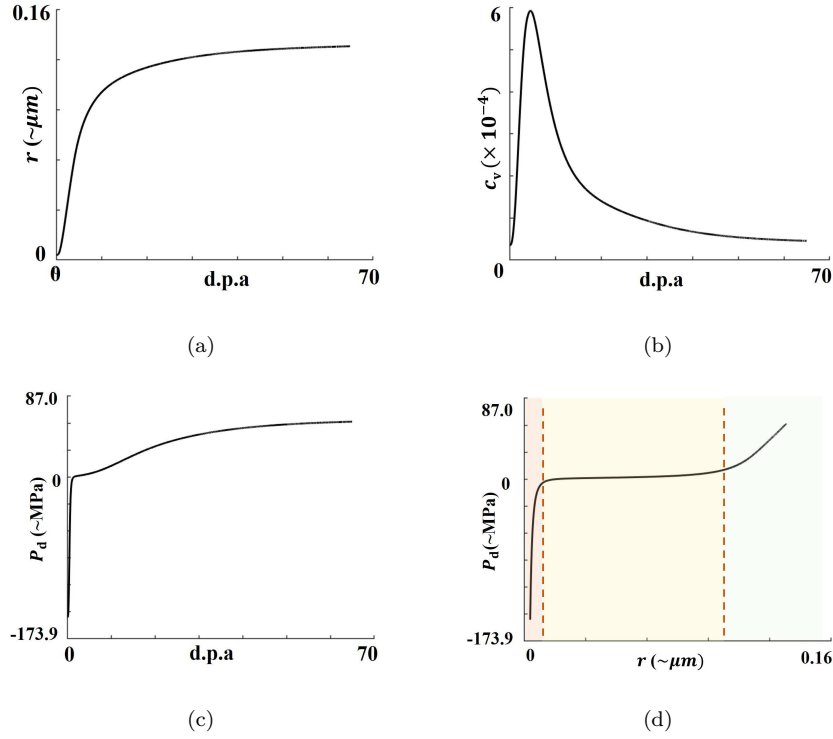 0.16
r (~μm)
0
0
d.p.a
70
(a)
6
c_v (× 10⁻⁴)
0
0
d.p.a
70
(b)
87.0
0
P_d (~MPa)
-173.9
0
d.p.a
70
(c)
87.0
0
P_d(~MPa)
-173.9
0
r (~μm)
0.16
(d)